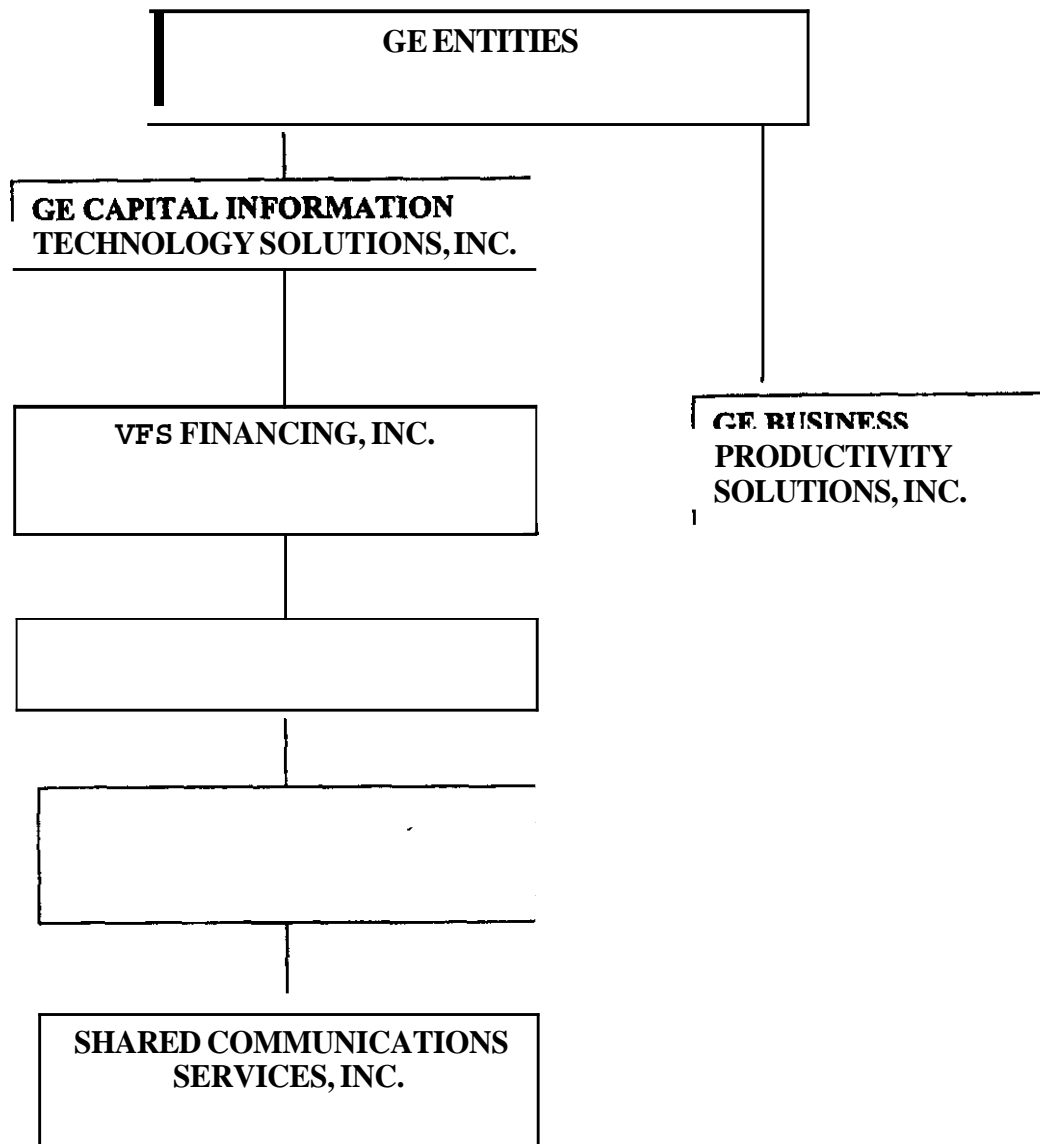 GE ENTITIES
GE CAPITAL INFORMATION
TECHNOLOGY SOLUTIONS, INC.
VFS FINANCING, INC.
GE BUSINESS
PRODUCTIVITY
SOLUTIONS, INC.
SHARED COMMUNICATIONS
SERVICES, INC.